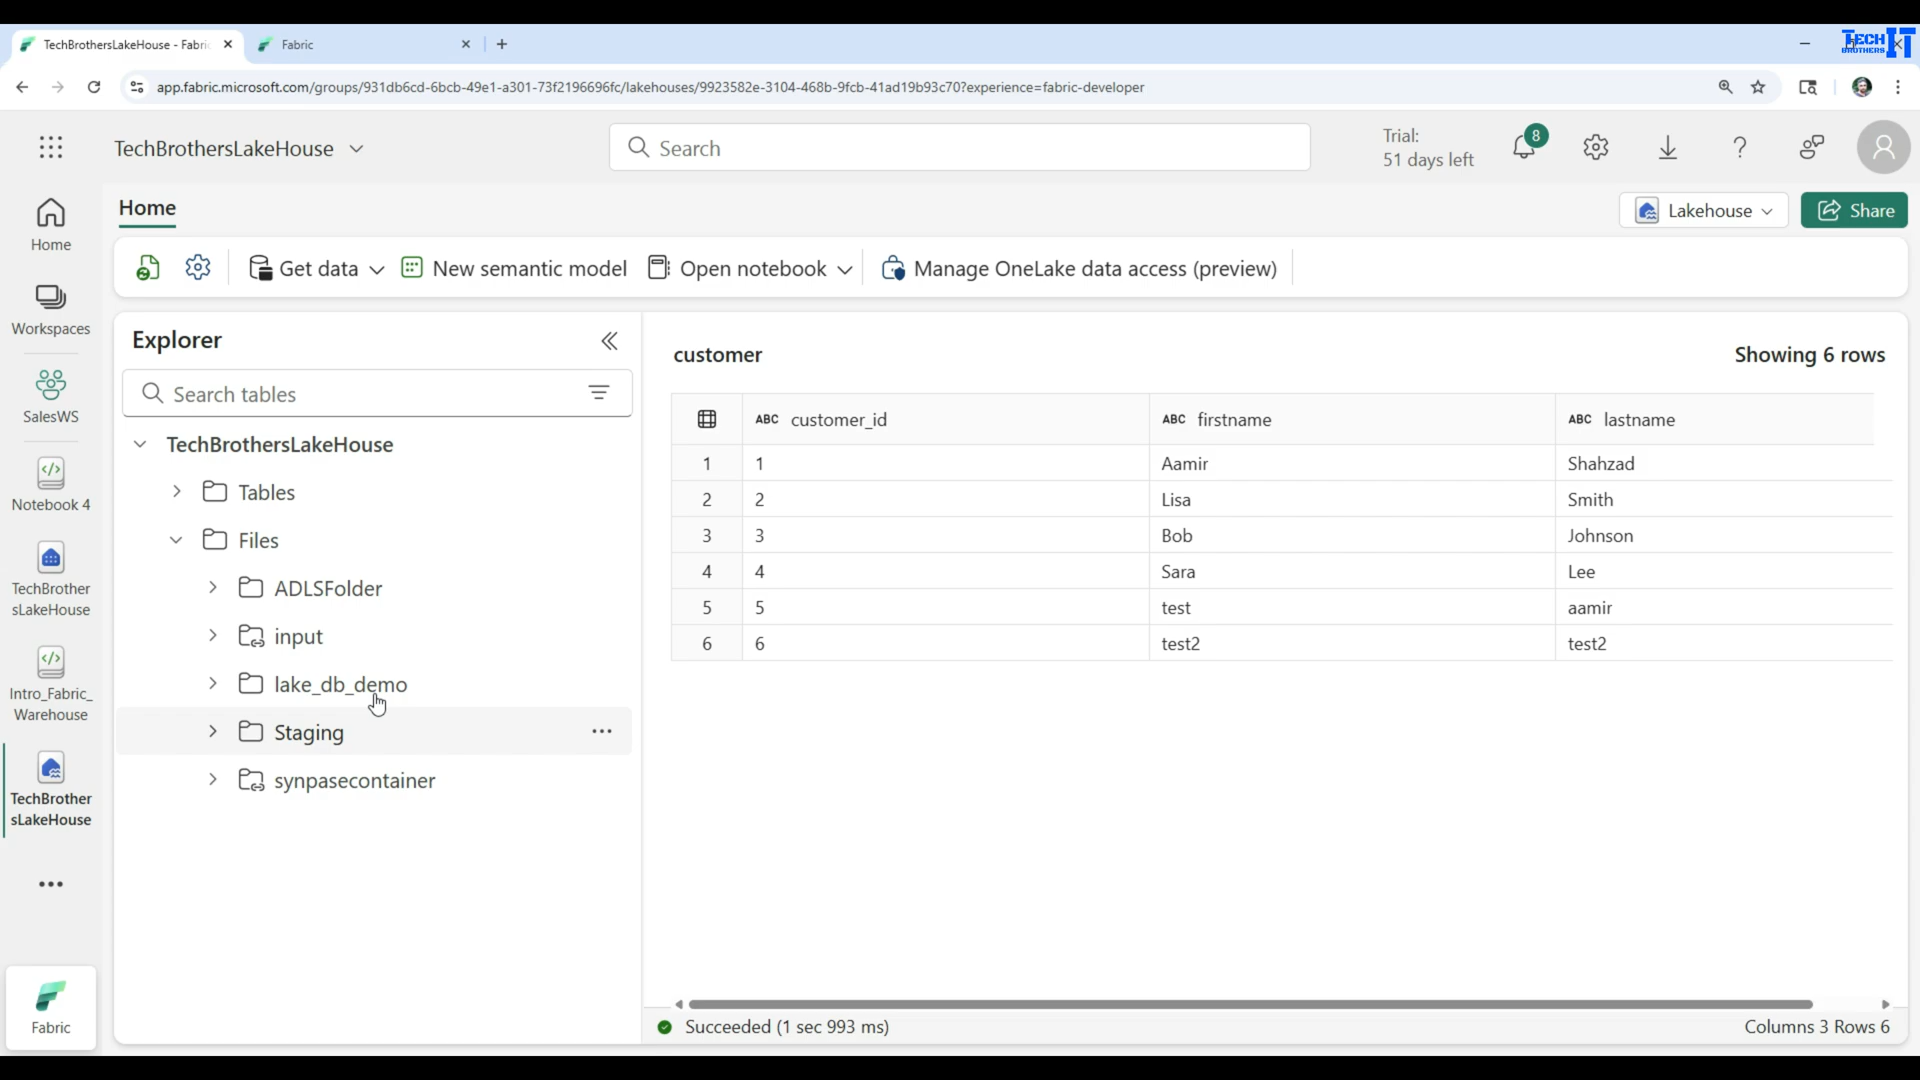 TechBrothersLakeHouse - Fabric
Fabric
TECH IT
BROTHERS
app.fabric.microsoft.com/groups/931db6cd-6bcb-49e1-a301-73f2196696fc/lakehouses/9923582e-3104-468b-9fcb-41ad19b93c70?experience=fabric-developer
TechBrothersLakeHouse
Search
Trial:
51 days left
8
Home
Lakehouse
Share
Get data
New semantic model
Open notebook
Manage OneLake data access (preview)
Home
Workspaces
SalesWS
Notebook 4
TechBrother
sLakeHouse
Intro_Fabric_
Warehouse
TechBrother
sLakeHouse
Fabric
Explorer
Search tables
TechBrothersLakeHouse
Tables
Files
ADLSFolder
input
lake_db_demo
Staging
synpasecontainer
customer
Showing 6 rows
ABC customer_id ABC firstname ABC lastname
1 1 Aamir Shahzad
2 2 Lisa Smith
3 3 Bob Johnson
4 4 Sara Lee
5 5 test aamir
6 6 test2 test2
Succeeded (1 sec 993 ms)
Columns 3 Rows 6